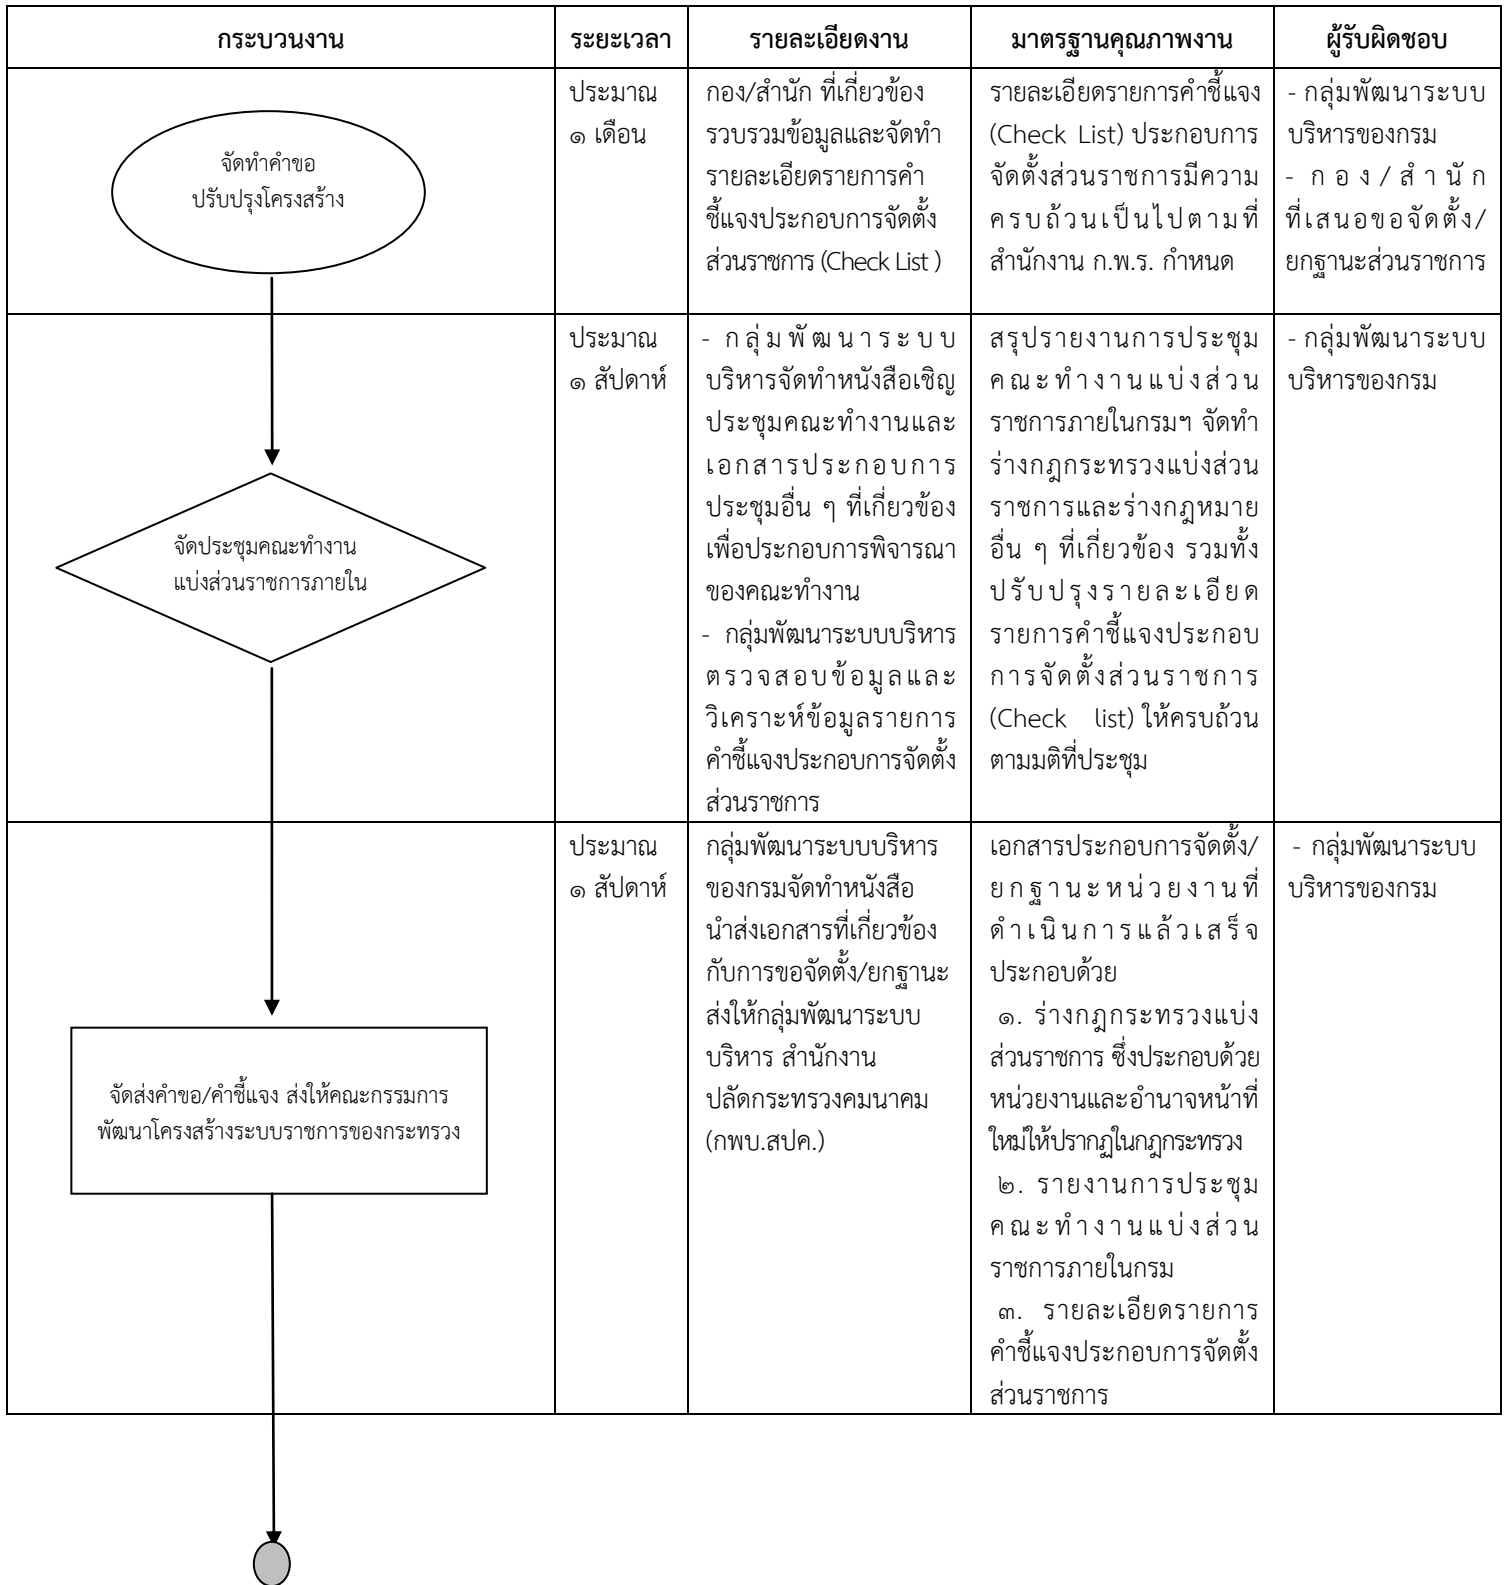 กระบวนงาน
ระยะเวลา
รายละเอียดงาน
มาตรฐานคุณภาพงาน
ผู้รับผิดชอบ
จัดทำคำขอ
ปรับปรุงโครงสร้าง
ประมาณ
๑ เดือน
กอง/สำนัก ที่เกี่ยวข้อง
รวบรวมข้อมูลและจัดทำ
รายละเอียดรายการคำ
ชี้แจงประกอบการจัดตั้ง
ส่วนราชการ (Check List )
รายละเอียดรายการคำชี้แจง
(Check List) ประกอบการ
จัดตั้งส่วนราชการมีความ
ครบถ้วนเป็นไปตามที่
สำนักงาน ก.พ.ร. กำหนด
- กลุ่มพัฒนาระบบ
บริหารของกรม
- กอง/สำนัก
ที่เสนอขอจัดตั้ง/
ยกฐานะส่วนราชการ
จัดประชุมคณะทำงาน
แบ่งส่วนราชการภายใน
ประมาณ
๑ สัปดาห์
- กลุ่มพัฒนาระบบ
บริหารจัดทำหนังสือเชิญ
ประชุมคณะทำงานและ
เอกสารประกอบการ
ประชุมอื่น ๆ ที่เกี่ยวข้อง
เพื่อประกอบการพิจารณา
ของคณะทำงาน
- กลุ่มพัฒนาระบบบริหาร
ตรวจสอบข้อมูลและ
วิเคราะห์ข้อมูลรายการ
คำชี้แจงประกอบการจัดตั้ง
ส่วนราชการ
สรุปรายงานการประชุม
คณะทำงานแบ่งส่วน
ราชการภายในกรมฯ จัดทำ
ร่างกฎกระทรวงแบ่งส่วน
ราชการและร่างกฎหมาย
อื่น ๆ ที่เกี่ยวข้อง รวมทั้ง
ปรับปรุงรายละเอียด
รายการคำชี้แจงประกอบ
การจัดตั้งส่วนราชการ
(Check list) ให้ครบถ้วน
ตามมติที่ประชุม
- กลุ่มพัฒนาระบบ
บริหารของกรม
จัดส่งคำขอ/คำชี้แจง ส่งให้คณะกรรมการ
พัฒนาโครงสร้างระบบราชการของกระทรวง
ประมาณ
๑ สัปดาห์
กลุ่มพัฒนาระบบบริหาร
ของกรมจัดทำหนังสือ
นำส่งเอกสารที่เกี่ยวข้อง
กับการขอจัดตั้ง/ยกฐานะ
ส่งให้กลุ่มพัฒนาระบบ
บริหาร สำนักงาน
ปลัดกระทรวงคมนาคม
(กพบ.สปค.)
เอกสารประกอบการจัดตั้ง/
ยกฐานะหน่วยงานที่
ดำเนินการแล้วเสร็จ
ประกอบด้วย
๑. ร่างกฎกระทรวงแบ่ง
ส่วนราชการ ซึ่งประกอบด้วย
หน่วยงานและอำนาจหน้าที่
ใหม่ให้ปรากฏในกฎกระทรวง
๒. รายงานการประชุม
คณะทำงานแบ่งส่วน
ราชการภายในกรม
๓. รายละเอียดรายการ
คำชี้แจงประกอบการจัดตั้ง
ส่วนราชการ
- กลุ่มพัฒนาระบบ
บริหารของกรม